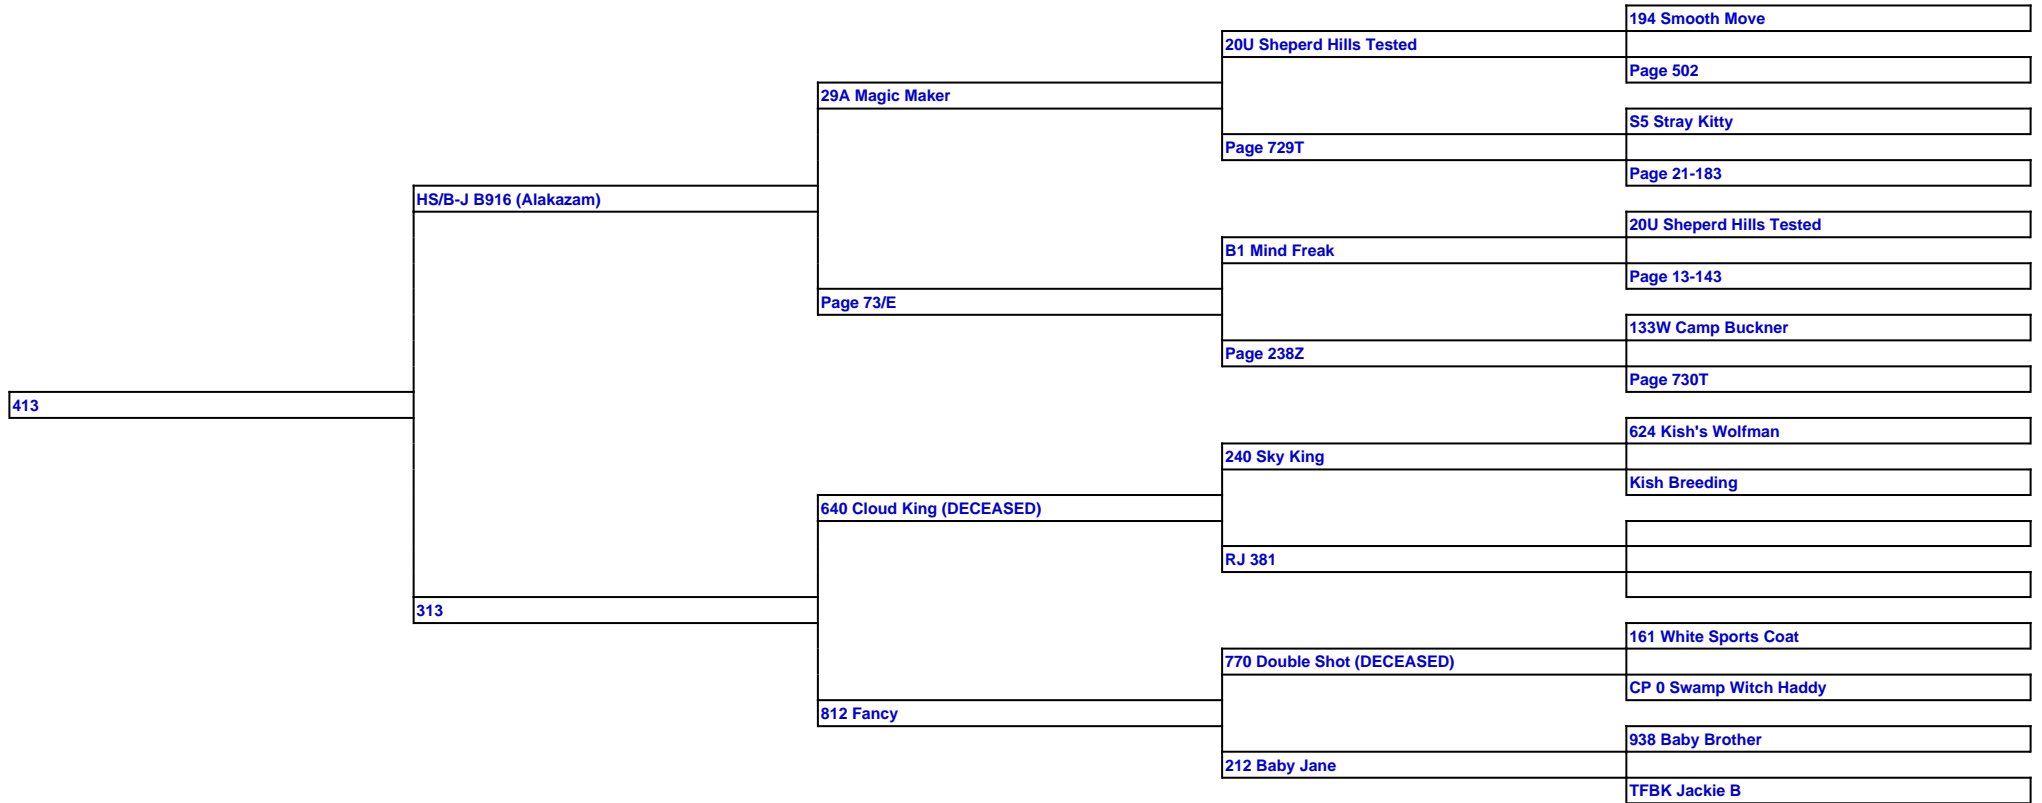 194 Smooth Move
20U Sheperd Hills Tested
Page 502
29A Magic Maker
S5 Stray Kitty
Page 729T
Page 21-183
HS/B-J B916 (Alakazam)
20U Sheperd Hills Tested
B1 Mind Freak
Page 13-143
Page 73/E
133W Camp Buckner
Page 238Z
Page 730T
413
624 Kish's Wolfman
240 Sky King
Kish Breeding
640 Cloud King (DECEASED)
RJ 381
313
161 White Sports Coat
770 Double Shot (DECEASED)
CP 0 Swamp Witch Haddy
812 Fancy
938 Baby Brother
212 Baby Jane
TFBK Jackie B